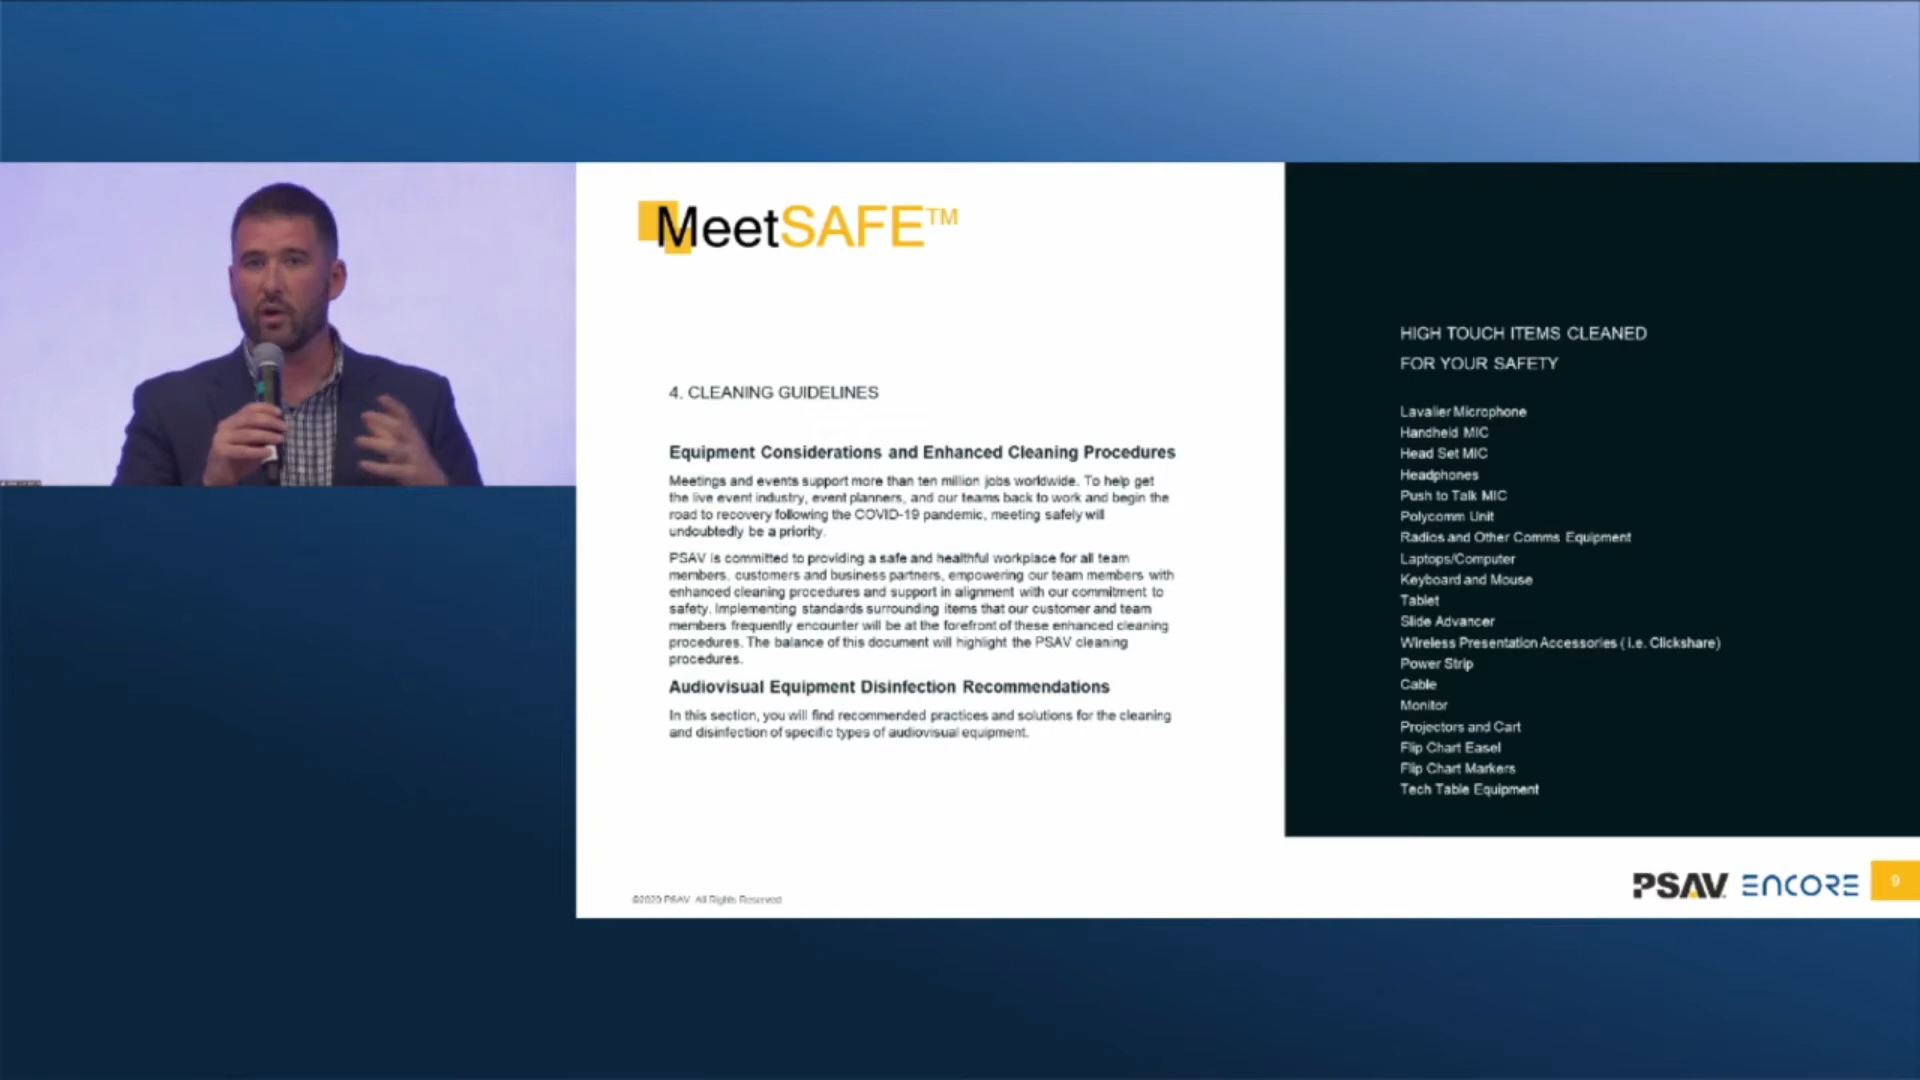 MeetSAFE™
4. CLEANING GUIDELINES
Equipment Considerations and Enhanced Cleaning Procedures
Meetings and events support more than ten million jobs worldwide. To help get
the live event industry, event planners, and our teams back to work and begin the
road to recovery following the COVID-19 pandemic, meeting safely will
undoubtedly be a priority.
PSAV is committed to providing a safe and healthful workplace for all team
members, customers and business partners, empowering our team members with
enhanced cleaning procedures and support in alignment with our commitment to
safety. Implementing standards surrounding items that our customer and team
members frequently encounter will be at the forefront of these enhanced cleaning
procedures. The balance of this document will highlight the PSAV cleaning
procedures.
Audiovisual Equipment Disinfection Recommendations
In this section, you will find recommended practices and solutions for the cleaning
and disinfection of specific types of audiovisual equipment.
©2020 PSAV All Rights Reserved
HIGH TOUCH ITEMS CLEANED
FOR YOUR SAFETY
Lavalier Microphone
Handheld MIC
Head Set MIC
Headphones
Push to Talk MIC
Polycomm Unit
Radios and Other Comms Equipment
Laptops/Computer
Keyboard and Mouse
Tablet
Slide Advancer
Wireless Presentation Accessories (i.e. Clickshare)
Power Strip
Cable
Monitor
Projectors and Cart
Flip Chart Easel
Flip Chart Markers
Tech Table Equipment
PSAV ENCORE 9